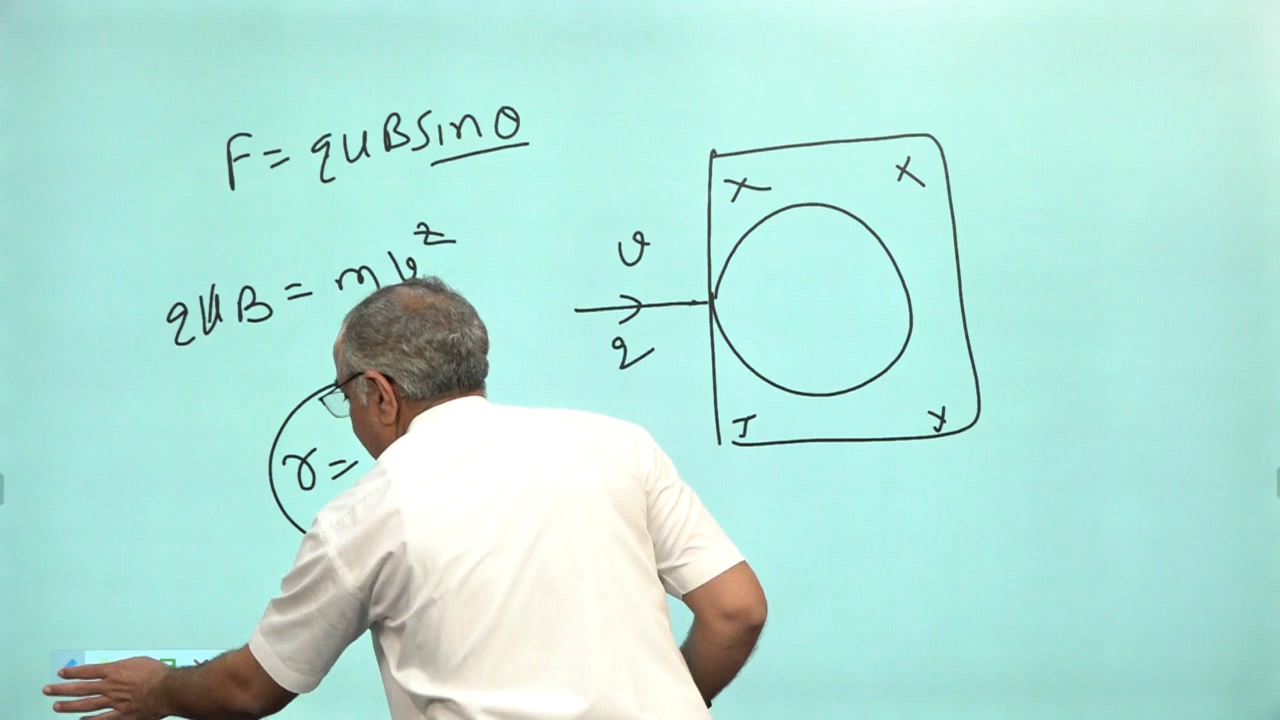 F = qvBsinθ
qvB = mv²
r =
v
q
x x
x x